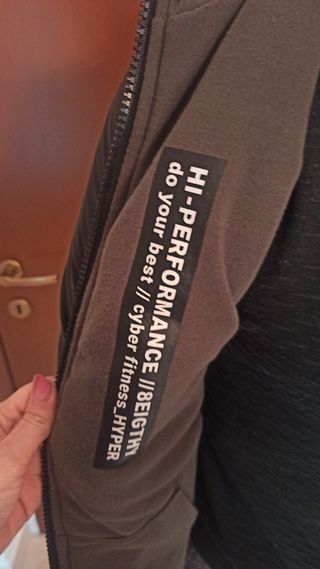 HI-PERFORMANCE //8EIGTHY
do your best // cyber fitness_HYPER